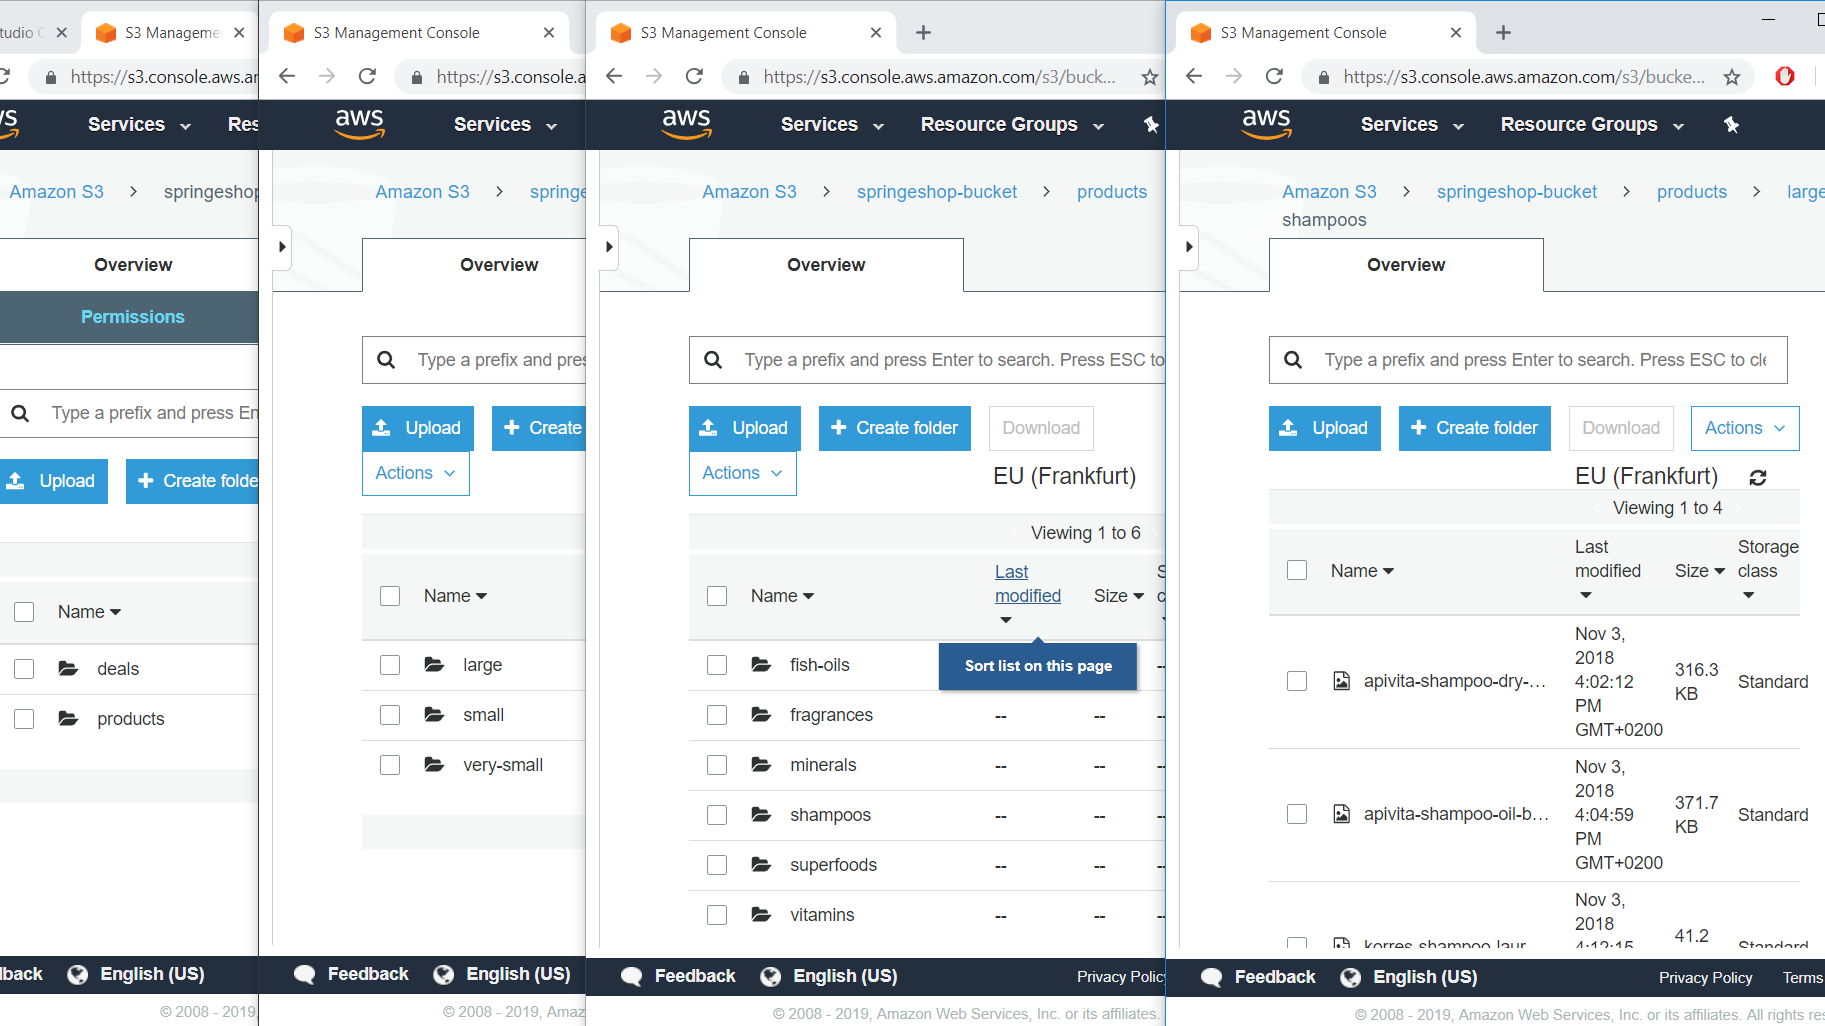 tudio
S3 Manageme
https://s3.console.aws.ar
Services
Res
Amazon S3
springeshop
Overview
Permissions
Type a prefix and press En
Upload
Create folde
Name
deals
products
back
English (US)
© 2008 - 2019,
S3 Management Console
https://s3.console.a
aws
Services
Amazon S3
springe
Overview
Type a prefix and pres
Upload
Create
Actions
Name
large
small
very-small
Feedback
English (US)
© 2008 - 2019, Amaz
S3 Management Console
https://s3.console.aws.amazon.com/s3/buck...
aws
Services
Resource Groups
Amazon S3
springeshop-bucket
products
Overview
Type a prefix and press Enter to search. Press ESC to
Upload
Create folder
Download
Actions
EU (Frankfurt)
Viewing 1 to 6
Name
Last
modified
Size
S
c
fish-oils
Sort list on this page
fragrances -- --
minerals -- --
shampoos -- --
superfoods -- --
vitamins -- --
Feedback
English (US)
Privacy Policy
© 2008 - 2019, Amazon Web Services, Inc. or its affiliates.
S3 Management Console
https://s3.console.aws.amazon.com/s3/bucke...
aws
Services
Resource Groups
Amazon S3
springeshop-bucket
products
large
shampoos
Overview
Type a prefix and press Enter to search. Press ESC to cle
Upload
Create folder
Download
Actions
EU (Frankfurt)
Viewing 1 to 4
Name
Last
modified
Size
Storage
class
apivita-shampoo-dry-...
Nov 3,
2018
4:02:12
PM
GMT+0200
316.3
KB
Standard
apivita-shampoo-oil-b...
Nov 3,
2018
4:04:59
PM
GMT+0200
371.7
KB
Standard
korres-shampoo-laur
Nov 3,
2018
4:12:15
41.2
Standard
Feedback
English (US)
Privacy Policy
Terms
© 2008 - 2019, Amazon Web Services, Inc. or its affiliates. All rights res